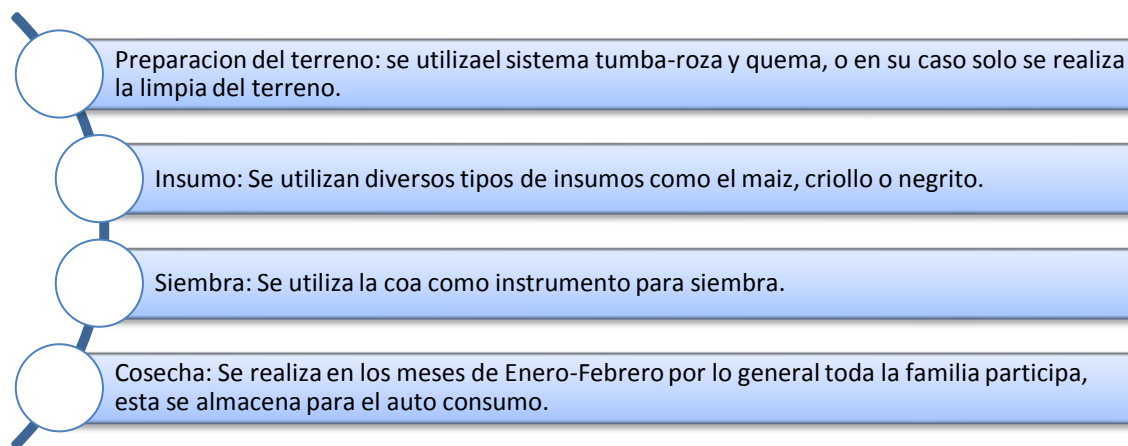 Preparacion del terreno: se utilizael sistema tumba-roza y quema, o en su caso solo se realiza
la limpia del terreno.
Insumo: Se utilizan diversos tipos de insumos como el maiz, criollo o negrito.
Siembra: Se utiliza la coa como instrumento para siembra.
Cosecha: Se realiza en los meses de Enero-Febrero por lo general toda la familia participa,
esta se almacena para el auto consumo.